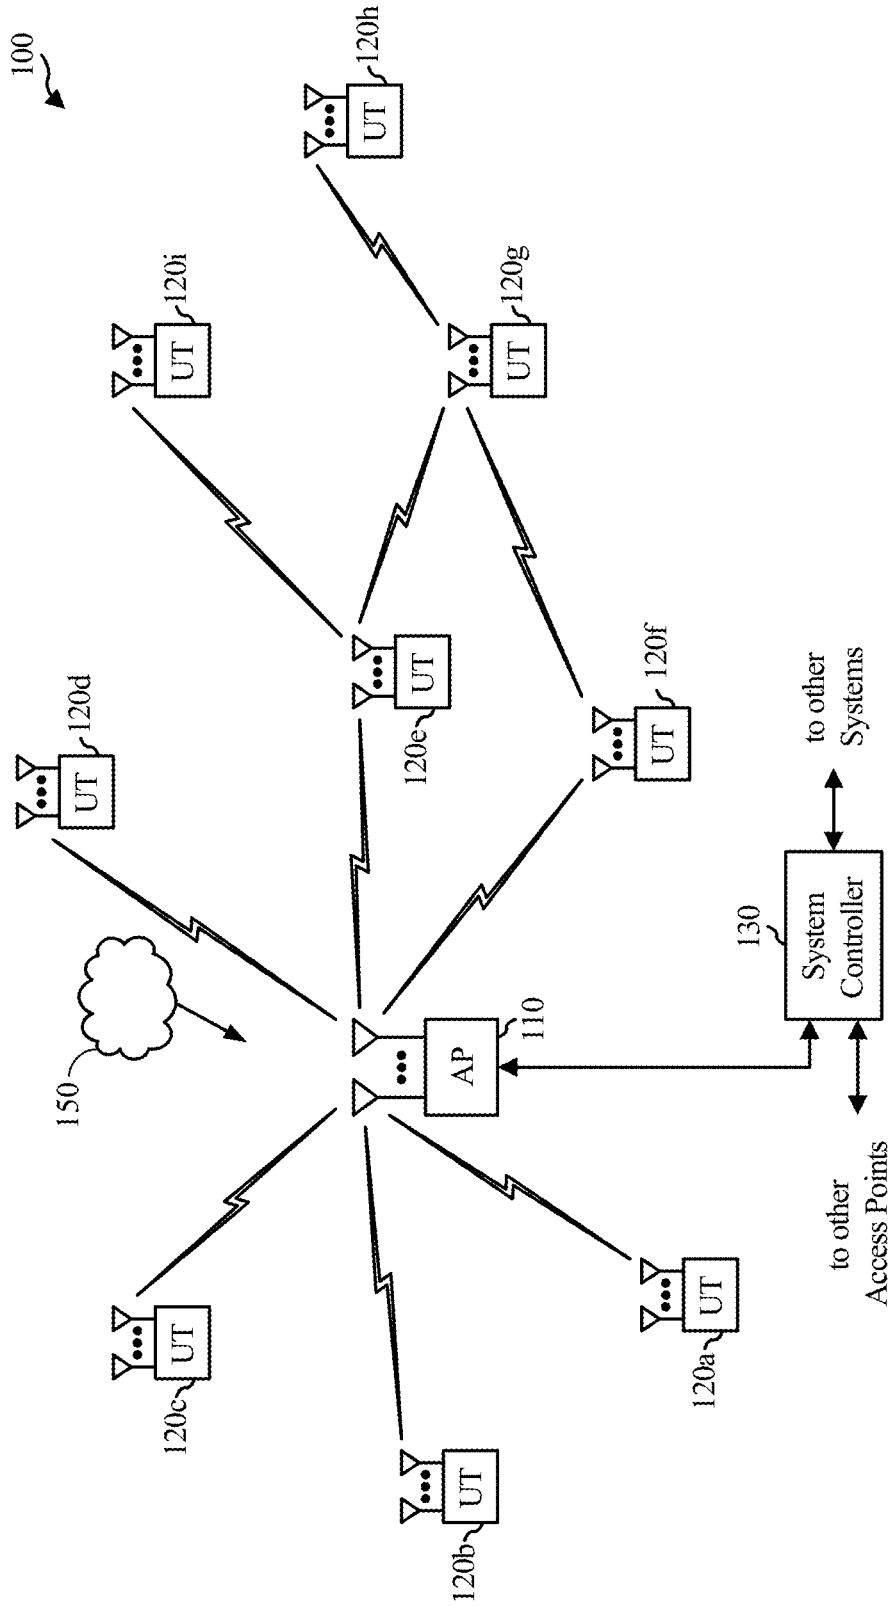 100
150
120c
UT
120b
UT
120a
UT
AP
110
120d
UT
120e
UT
120f
UT
120i
UT
120g
UT
120h
UT
130
System
Controller
to other
Access Points
to other
Systems